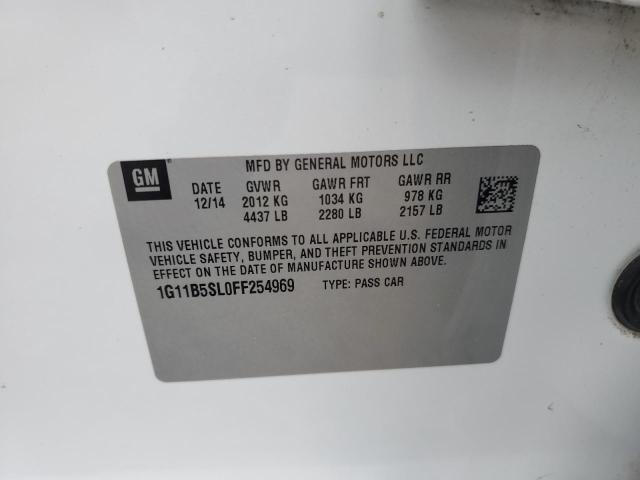 GM
MFD BY GENERAL MOTORS LLC
DATE GVWR GAWR FRT GAWR RR
12/14 2012 KG 1034 KG 978 KG
4437 LB 2280 LB 2157 LB
THIS VEHICLE CONFORMS TO ALL APPLICABLE U.S. FEDERAL MOTOR
VEHICLE SAFETY, BUMPER, AND THEFT PREVENTION STANDARDS IN
EFFECT ON THE DATE OF MANUFACTURE SHOWN ABOVE.
1G11B5SL0FF254969 TYPE: PASS CAR